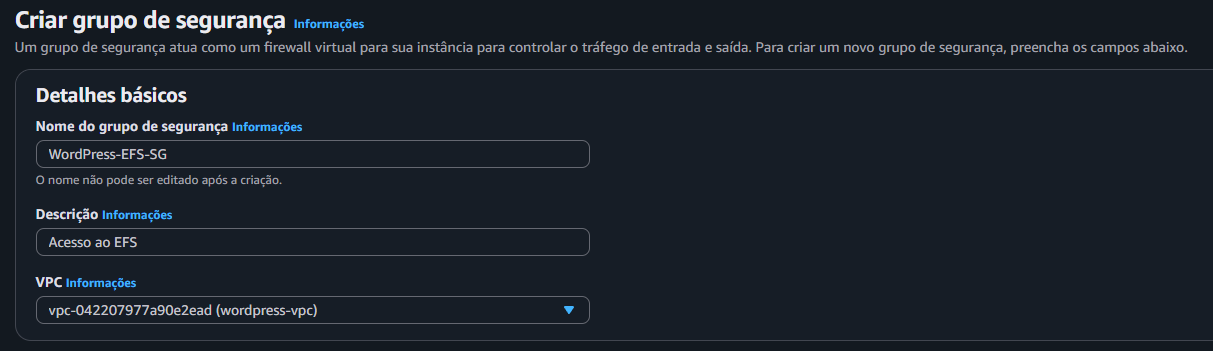 Criar grupo de segurança Informações
Um grupo de segurança atua como um firewall virtual para sua instância para controlar o tráfego de entrada e saída. Para criar um novo grupo de segurança, preencha os campos abaixo.
Detalhes básicos
Nome do grupo de segurança Informações
WordPress-EFS-SG
O nome não pode ser editado após a criação.
Descrição Informações
Acesso ao EFS
VPC Informações
vpc-042207977a90e2ead (wordpress-vpc)